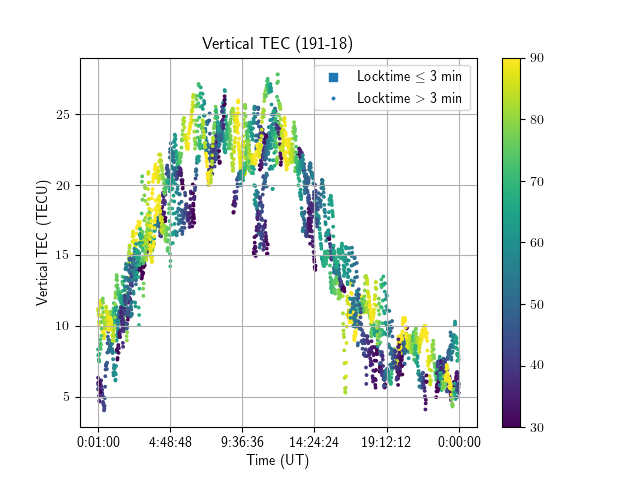 Vertical TEC (191-18)
Locktime ≤ 3 min
Locktime > 3 min
Vertical TEC (TECU)
25
20
15
10
5
0:01:00 4:48:48 9:36:36 14:24:24 19:12:12 0:00:00
Time (UT)
90
80
70
60
50
40
30